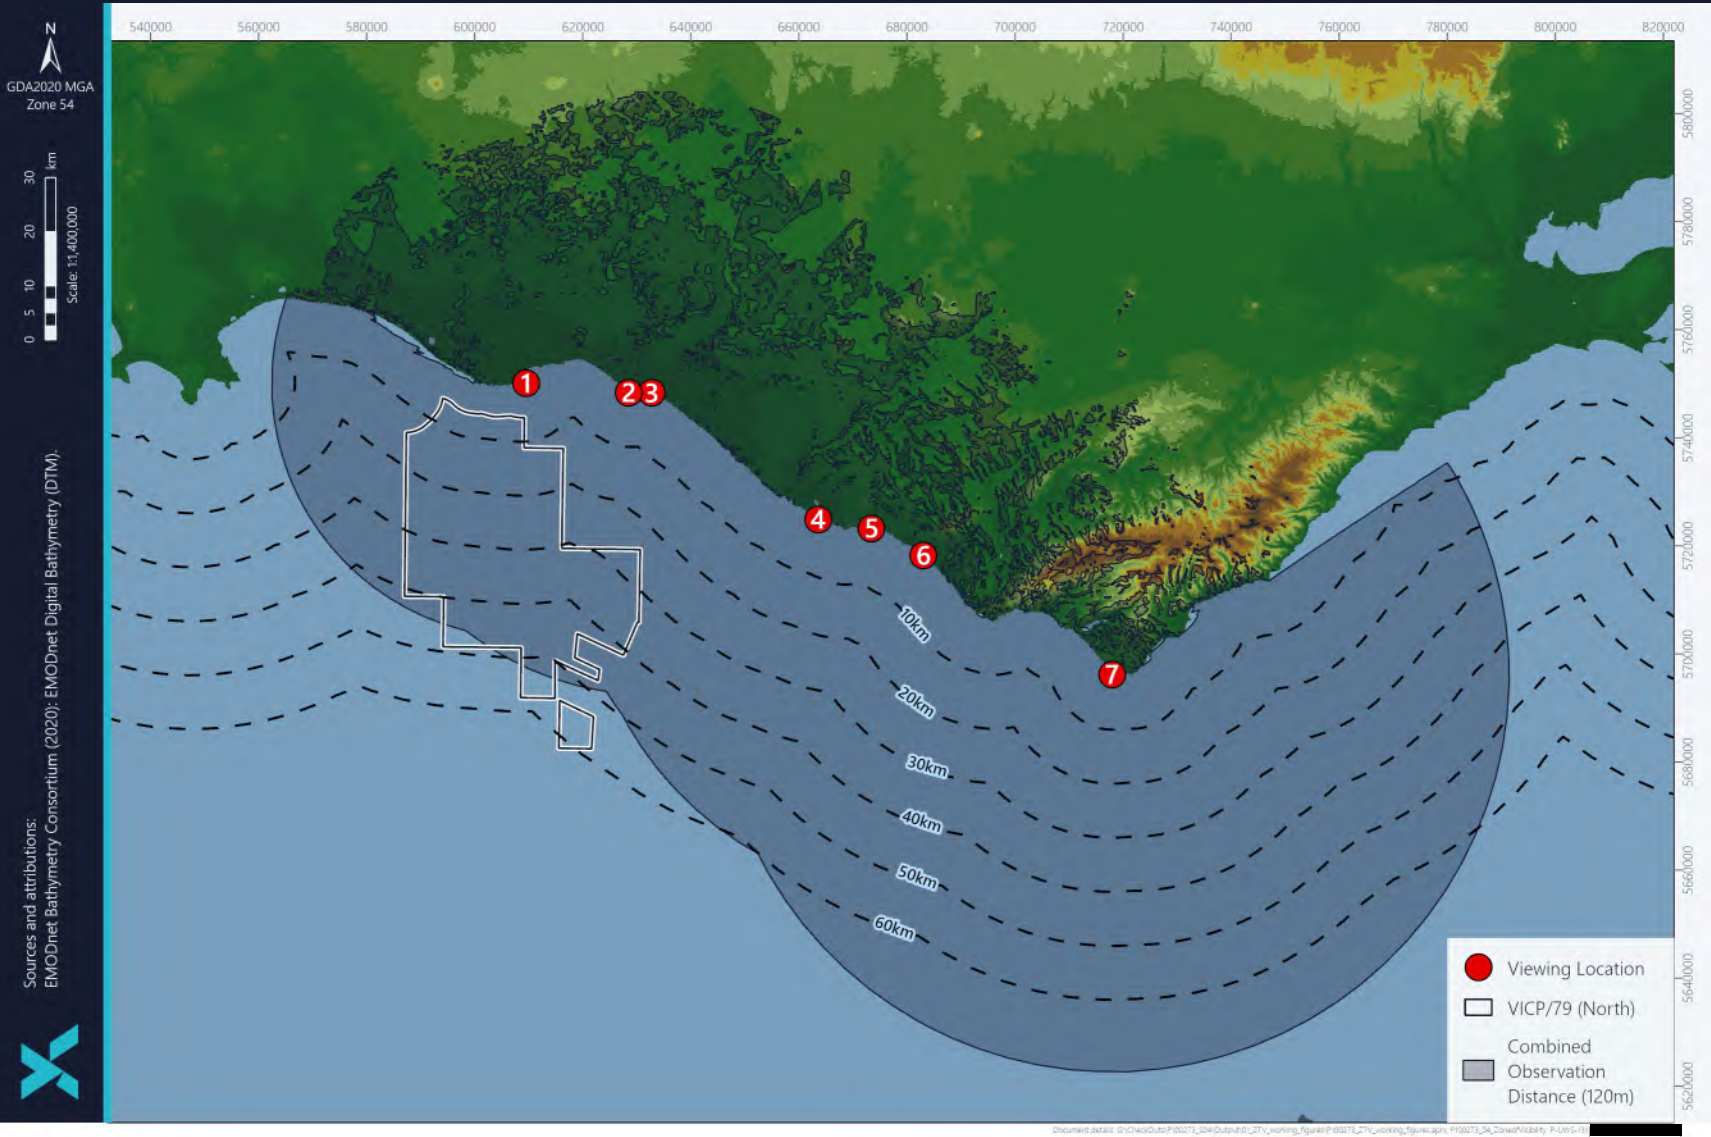 540000 560000 580000 600000 620000 640000 660000 680000 700000 720000 740000 760000 780000 800000 820000
N
GDA2020 MGA
Zone 54
0 5 10 20 30 km
Scale: 1:1,400,000
Sources and attributions:
EMODnet Bathymetry Consortium (2020): EMODnet Digital Bathymetry (DTM).
5800000
5780000
5760000
5740000
5720000
5700000
5680000
5660000
5640000
5620000
1
2 3
4
5
6
7
10km
20km
30km
40km
50km
60km
Viewing Location
VICP/79 (North)
Combined
Observation
Distance (120m)
Document details: